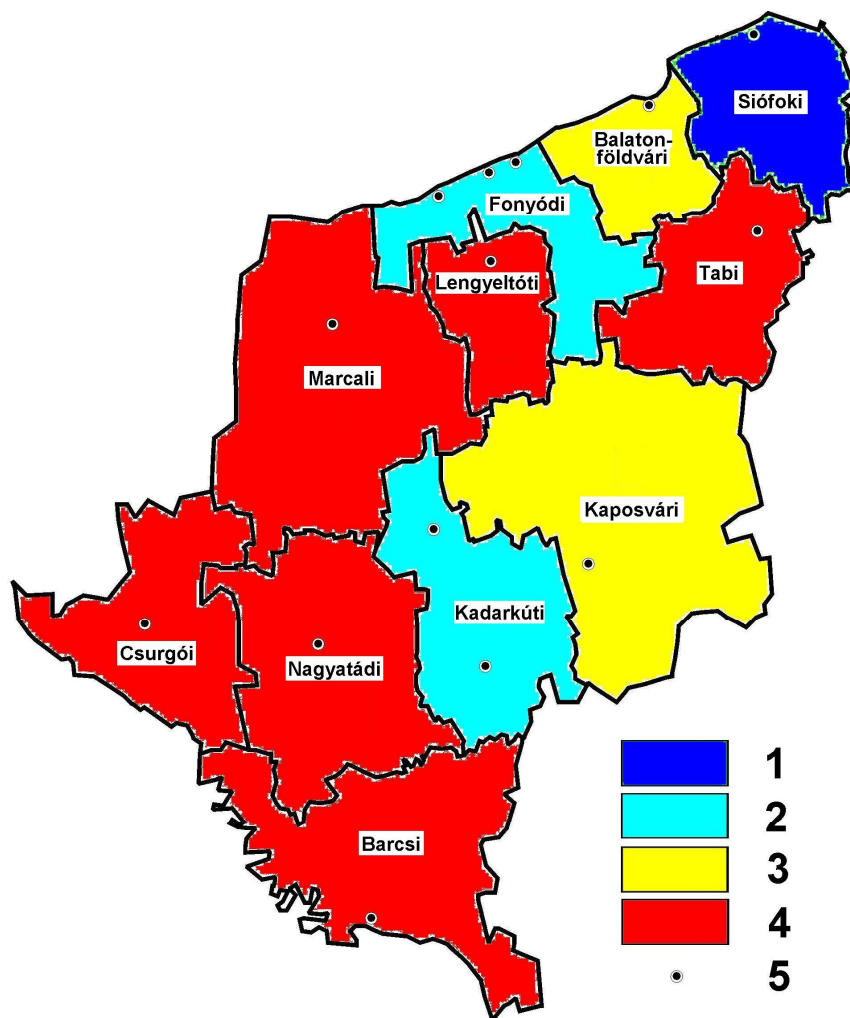 Siófoki
Balaton-
földvári
Fonyódi
Tabi
Lengyeltóti
Marcali
Kaposvári
Kadarkúti
Csurgói
Nagyatádi
Barcsi
1
2
3
4
5